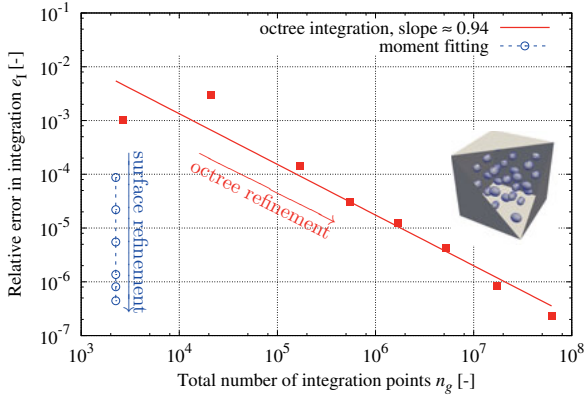 octree integration, slope ≈ 0.94
moment fitting
Relative error in integration e_I [-]
10^-1
10^-2
10^-3
10^-4
10^-5
10^-6
10^-7
surface refinement
octree refinement
10^3 10^4 10^5 10^6 10^7 10^8
Total number of integration points n_g [-]